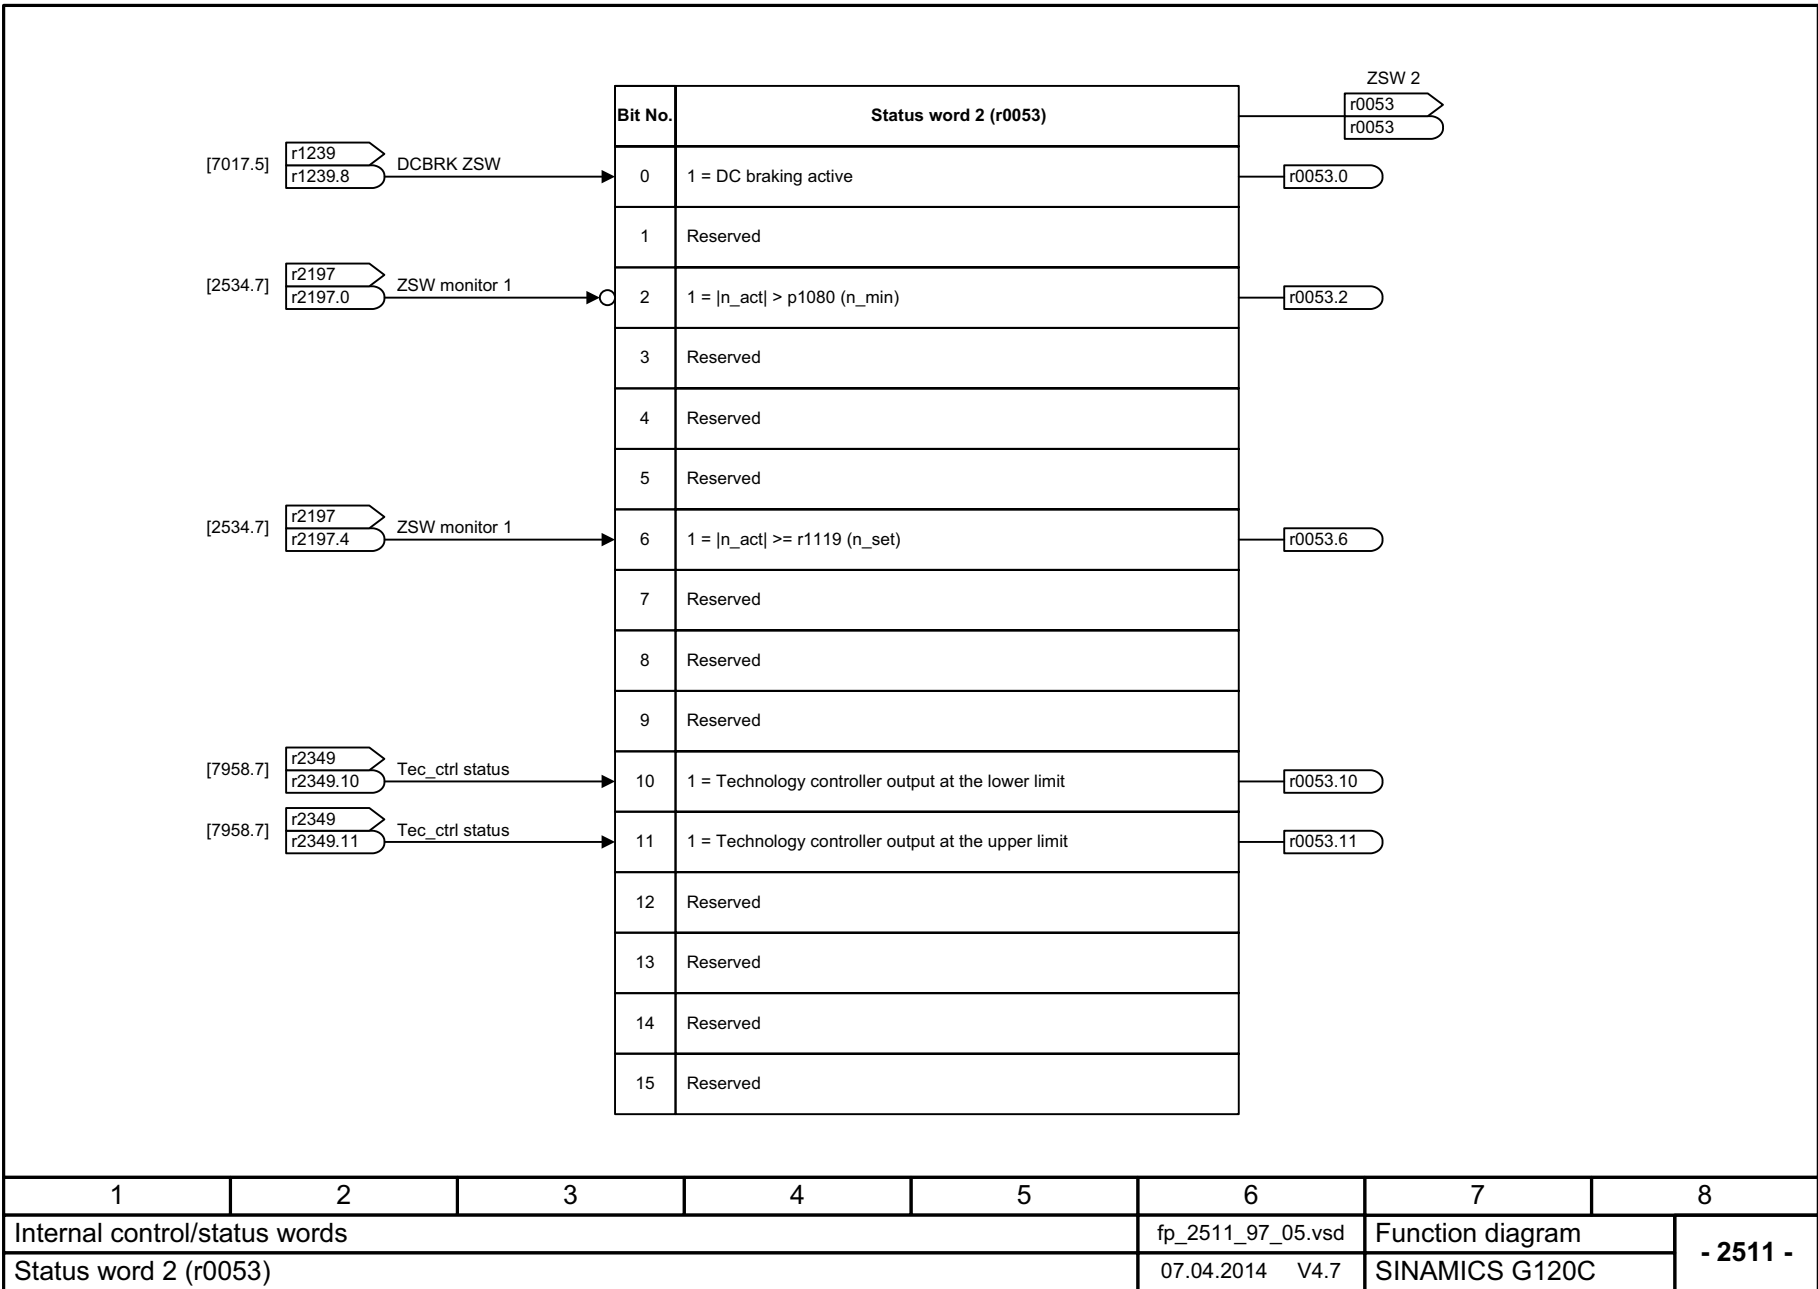 ZSW 2
Bit No. Status word 2 (r0053) r0053
r0053
[7017.5] r1239 DCBRK ZSW
r1239.8 0 1 = DC braking active r0053.0
1 Reserved
[2534.7] r2197 ZSW monitor 1
r2197.0 2 1 = |n_act| > p1080 (n_min) r0053.2
3 Reserved
4 Reserved
5 Reserved
[2534.7] r2197 ZSW monitor 1
r2197.4 6 1 = |n_act| >= r1119 (n_set) r0053.6
7 Reserved
8 Reserved
9 Reserved
[7958.7] r2349 Tec_ctrl status
r2349.10 10 1 = Technology controller output at the lower limit r0053.10
[7958.7] r2349 Tec_ctrl status
r2349.11 11 1 = Technology controller output at the upper limit r0053.11
12 Reserved
13 Reserved
14 Reserved
15 Reserved
1 2 3 4 5 6 7 8
Internal control/status words fp_2511_97_05.vsd Function diagram - 2511 -
Status word 2 (r0053) 07.04.2014 V4.7 SINAMICS G120C